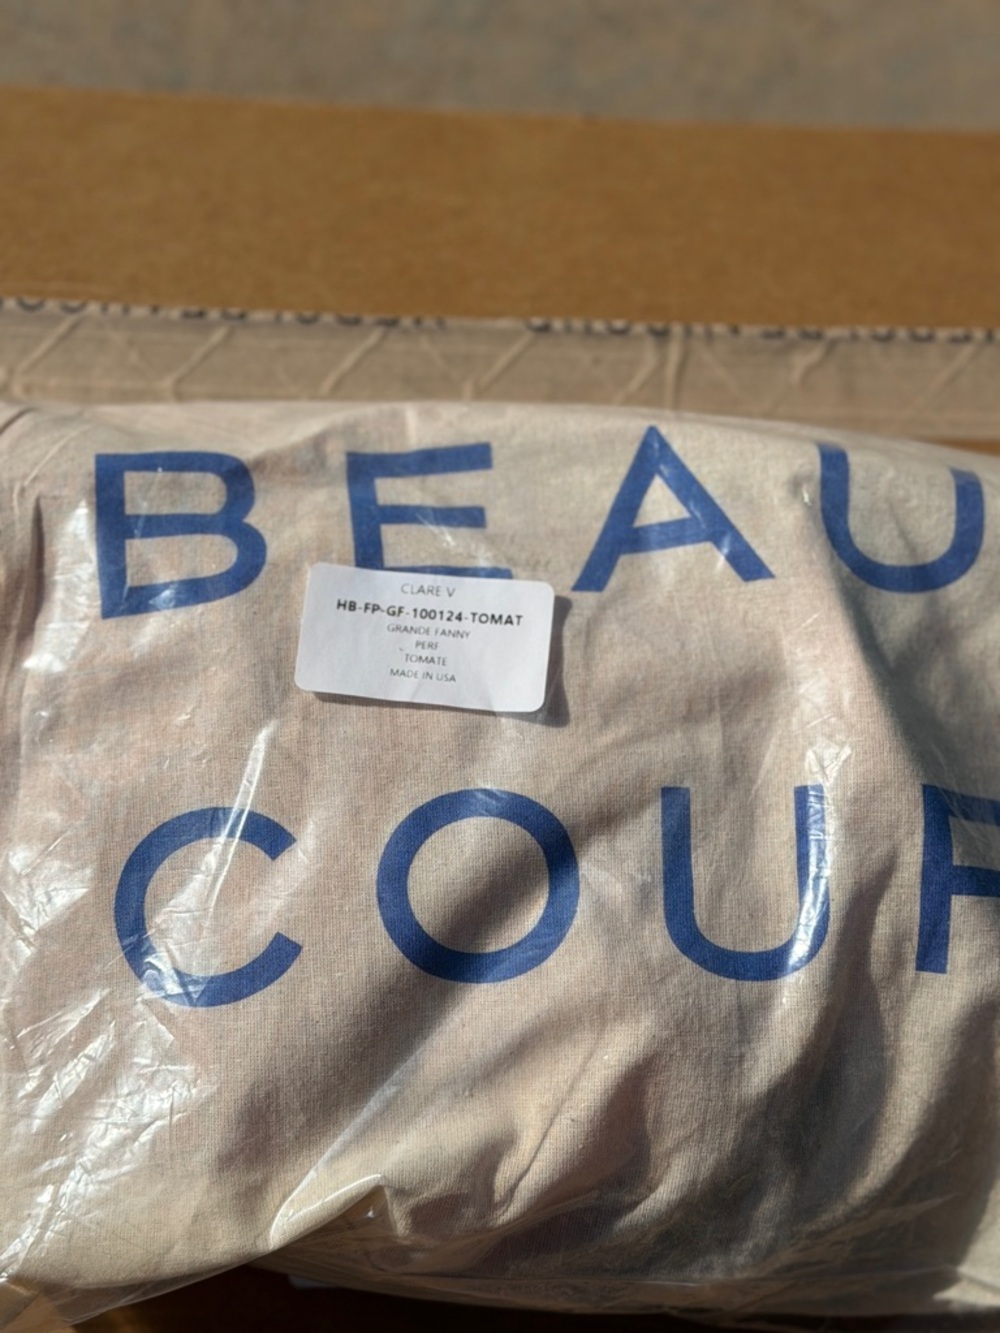 BEAU
CLARE V
HB-FP-GF-100124-TOMAT
GRANDE FANNY
PERF
TOMATE
MADE IN USA
COUR